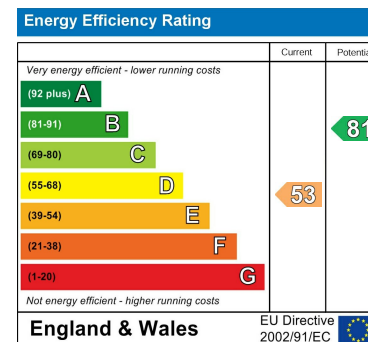 Energy Efficiency Rating
Current Potentia
Very energy efficient - lower running costs
(92 plus) A
(81-91) B 81
(69-80) C
(55-68) D
53
(39-54) E
(21-38) F
(1-20) G
Not energy efficient - higher running costs
England & Wales
EU Directive
2002/91/EC